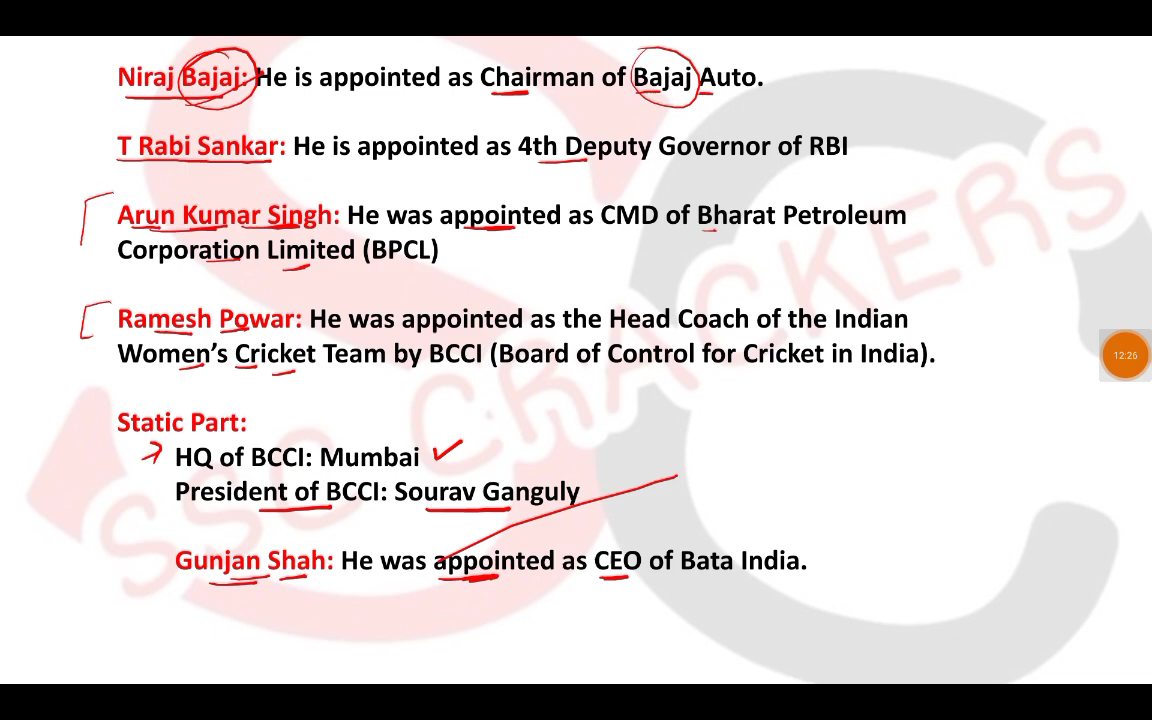 Niraj Bajaj: He is appointed as Chairman of Bajaj Auto.
T Rabi Sankar: He is appointed as 4th Deputy Governor of RBI
Arun Kumar Singh: He was appointed as CMD of Bharat Petroleum
Corporation Limited (BPCL)
Ramesh Powar: He was appointed as the Head Coach of the Indian
Women’s Cricket Team by BCCI (Board of Control for Cricket in India).
12:26
Static Part:
HQ of BCCI: Mumbai
President of BCCI: Sourav Ganguly
Gunjan Shah: He was appointed as CEO of Bata India.
SSC CRACKERS